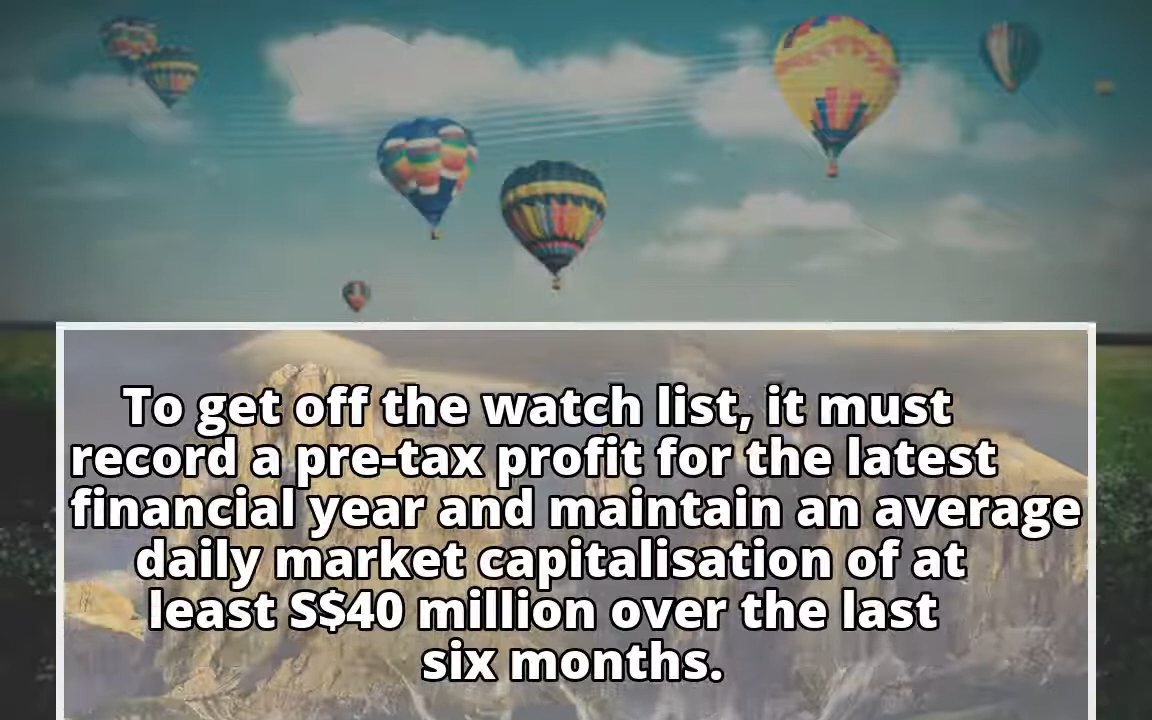 To get off the watch list, it must
record a pre-tax profit for the latest
financial year and maintain an average
daily market capitalisation of at
least S$40 million over the last
six months.